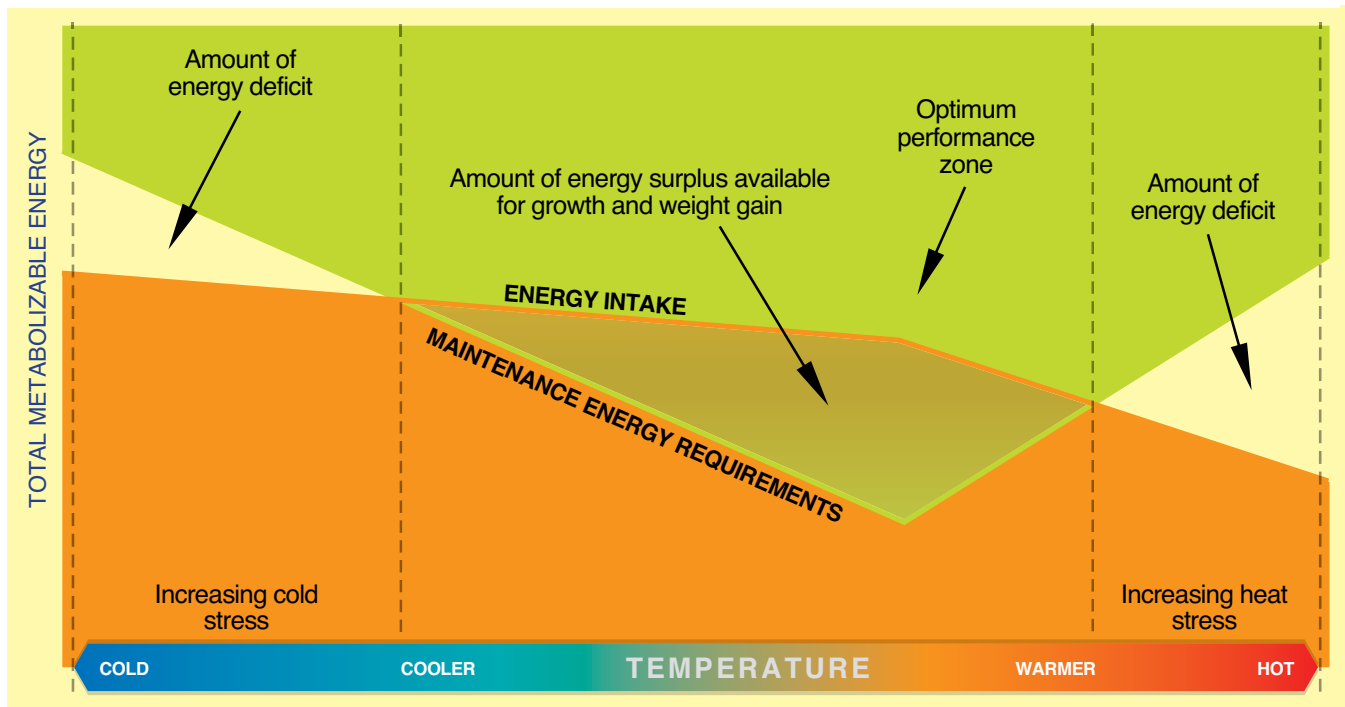 TOTAL METABOLIZABLE ENERGY
Amount of
energy deficit
Amount of energy surplus available
for growth and weight gain
Optimum
performance
zone
Amount of
energy deficit
ENERGY INTAKE
MAINTENANCE ENERGY REQUIREMENTS
Increasing cold
stress
Increasing heat
stress
COLD
COOLER
TEMPERATURE
WARMER
HOT